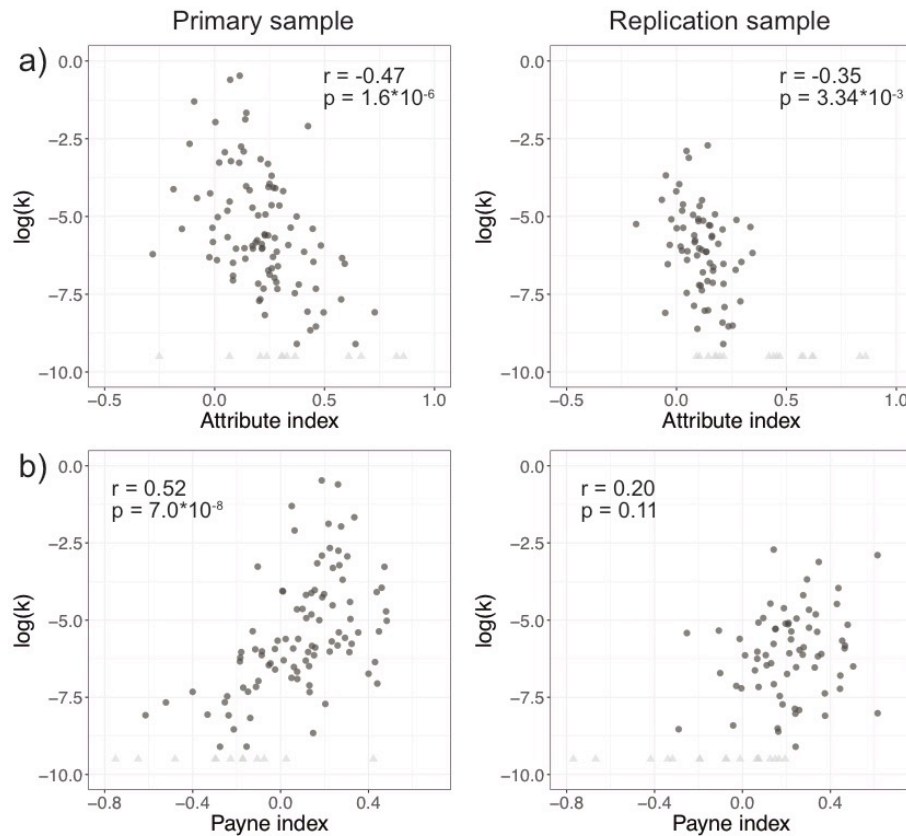 Primary sample
Replication sample
a)
0.0
−2.5
−5.0
−7.5
−10.0
log(k)
r = -0.47
p = 1.6*10-6
−0.5 0.0 0.5 1.0
Attribute index
0.0
−2.5
−5.0
−7.5
−10.0
log(k)
r = -0.35
p = 3.34*10-3
−0.5 0.0 0.5 1.0
Attribute index
b)
0.0
−2.5
−5.0
−7.5
−10.0
log(k)
r = 0.52
p = 7.0*10-8
−0.8 −0.4 0.0 0.4
Payne index
0.0
−2.5
−5.0
−7.5
−10.0
log(k)
r = 0.20
p = 0.11
−0.8 −0.4 0.0 0.4
Payne index